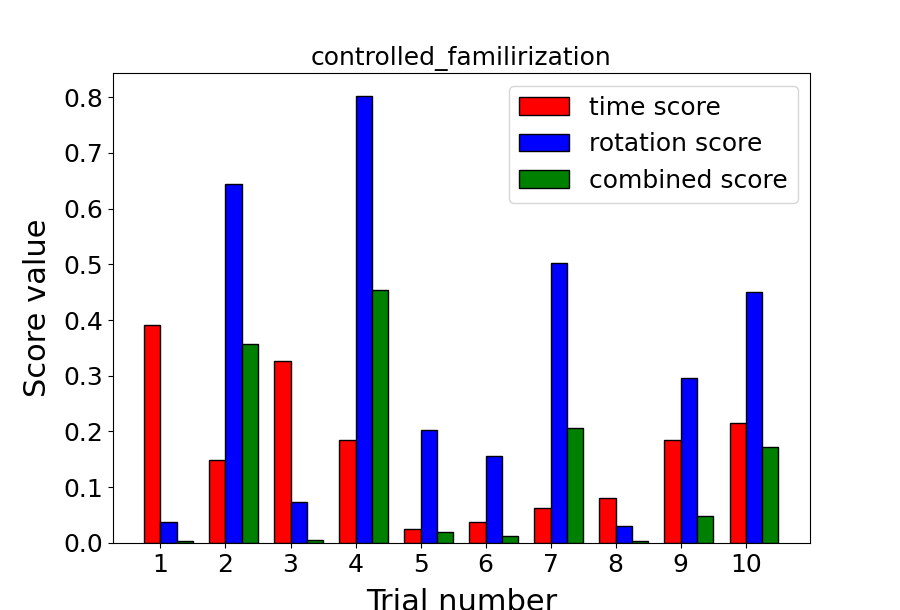 controlled_familirization
time score
rotation score
combined score
Score value
0.8
0.7
0.6
0.5
0.4
0.3
0.2
0.1
0.0
1 2 3 4 5 6 7 8 9 10
Trial number